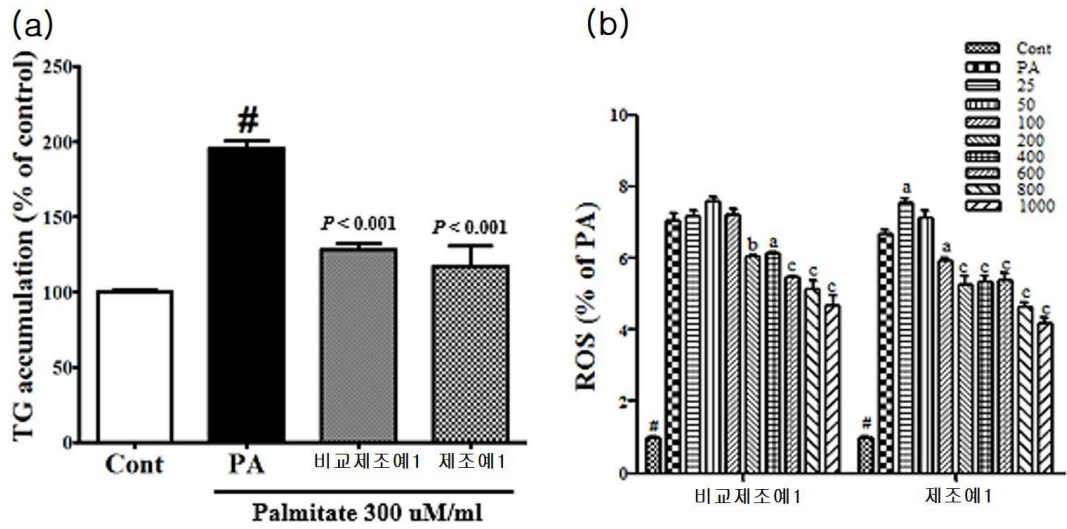 (a)
TG accumulation (% of control)
250
200
150
100
50
0
#
P < 0.001
P < 0.001
Cont
PA
비교제조예1
제조예1
Palmitate 300 uM/ml
(b)
Cont
PA
25
50
100
200
400
600
800
1000
ROS (% of PA)
10
8
6
4
2
0
#
b
a
c
c
c
#
a
a
c
c
c
c
c
비교제조예1
제조예1